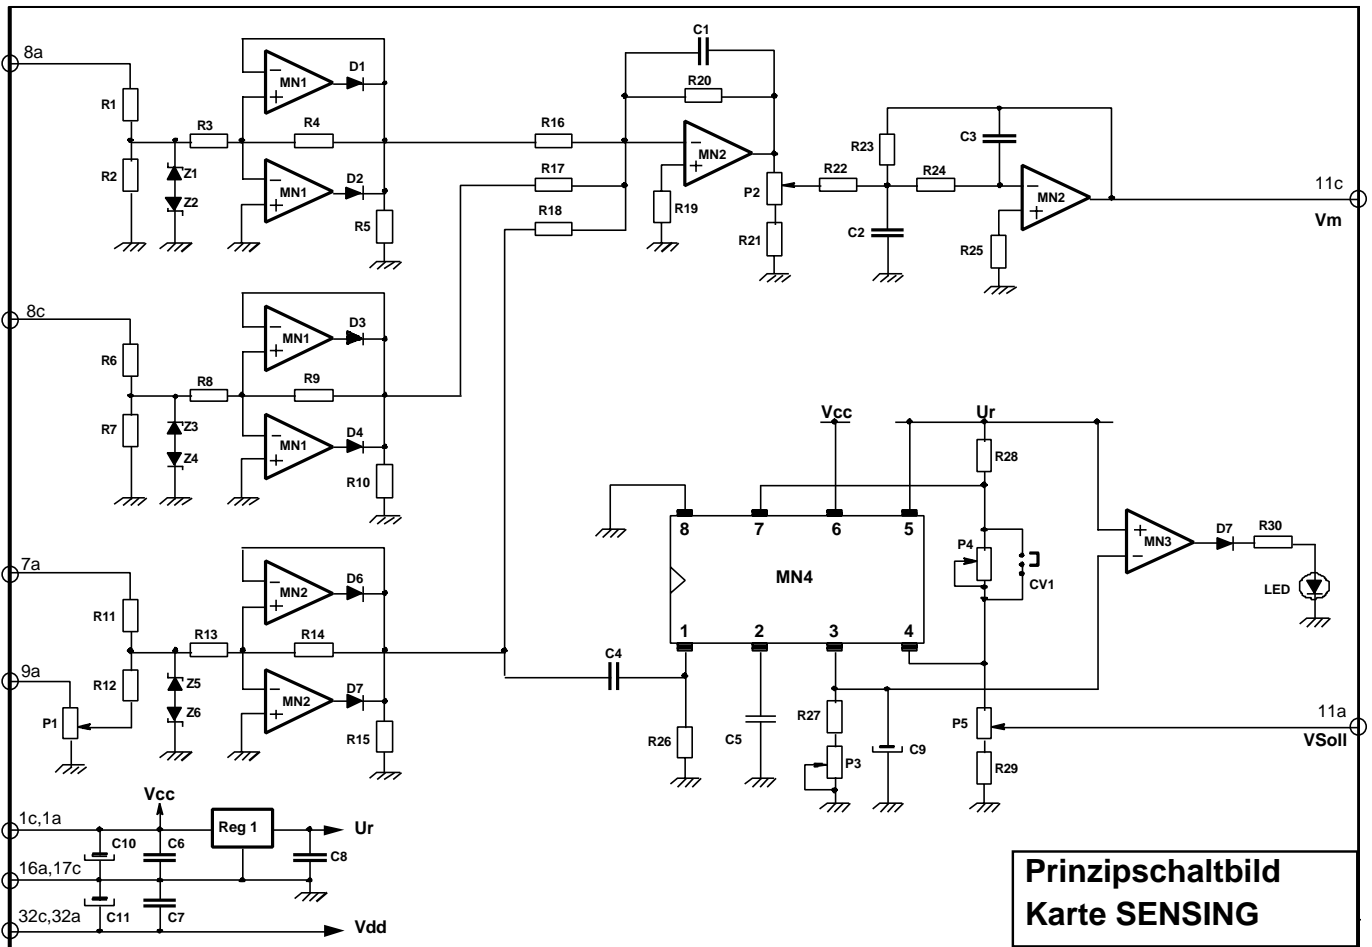 8a
R1
R2
R3
Z1
Z2
MN1
D1
R4
MN1
D2
R5
R16
R17
R18
C1
R20
MN2
R19
P2
R21
R22
R23
C2
R24
C3
MN2
R25
11c
Vm
8c
R6
R7
R8
Z3
Z4
MN1
D3
R9
MN1
D4
R10
7a
R11
9a
P1
R12
R13
Z5
Z6
MN2
D6
R14
MN2
D7
R15
C4
R26
Vcc
Ur
R28
8 7 6 5
MN4
1 2 3 4
P4
CV1
MN3
D7
R30
LED
C5
R27
P3
C9
P5
R29
11a
VSoll
Vcc
1c,1a
Reg 1
Ur
C10
C6
C8
16a,17c
C11
C7
32c,32a
Vdd
Prinzipschaltbild
Karte SENSING